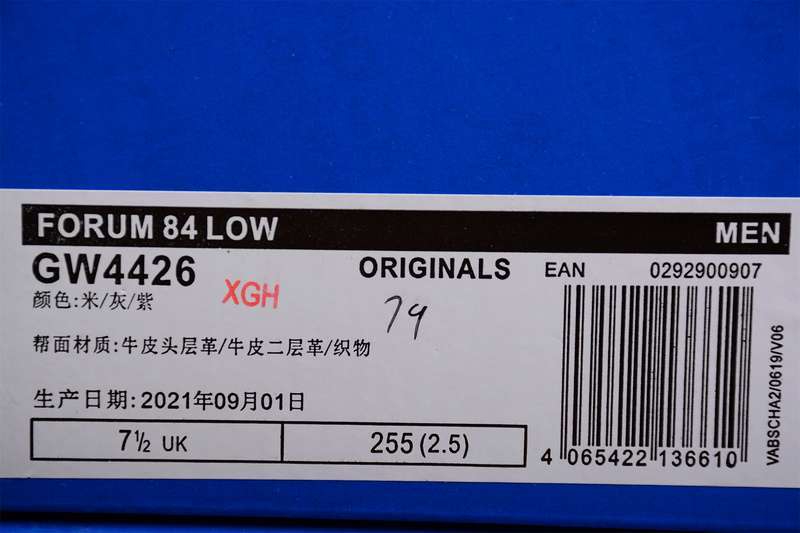 FORUM 84 LOW MEN
GW4426 XGH ORIGINALS EAN 0292900907
颜色:米/灰/紫
79
帮面材质:牛皮头层革/牛皮二层革/织物
生产日期:2021年09月01日
7½ UK 255(2.5)
4 065422 136610
VABSCHA2/0619/V06